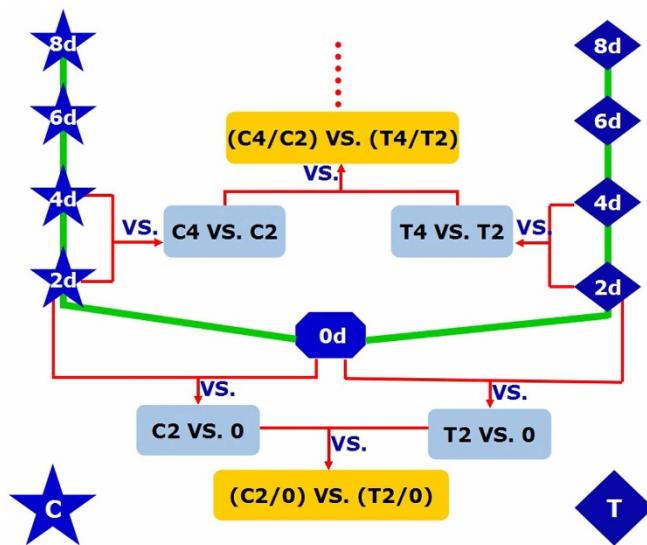 8d
8d
6d
6d
(C4/C2) VS. (T4/T2)
VS.
4d
4d
VS.
C4 VS. C2
T4 VS. T2
VS.
2d
2d
0d
VS.
VS.
C2 VS. 0
VS.
T2 VS. 0
(C2/0) VS. (T2/0)
C
T